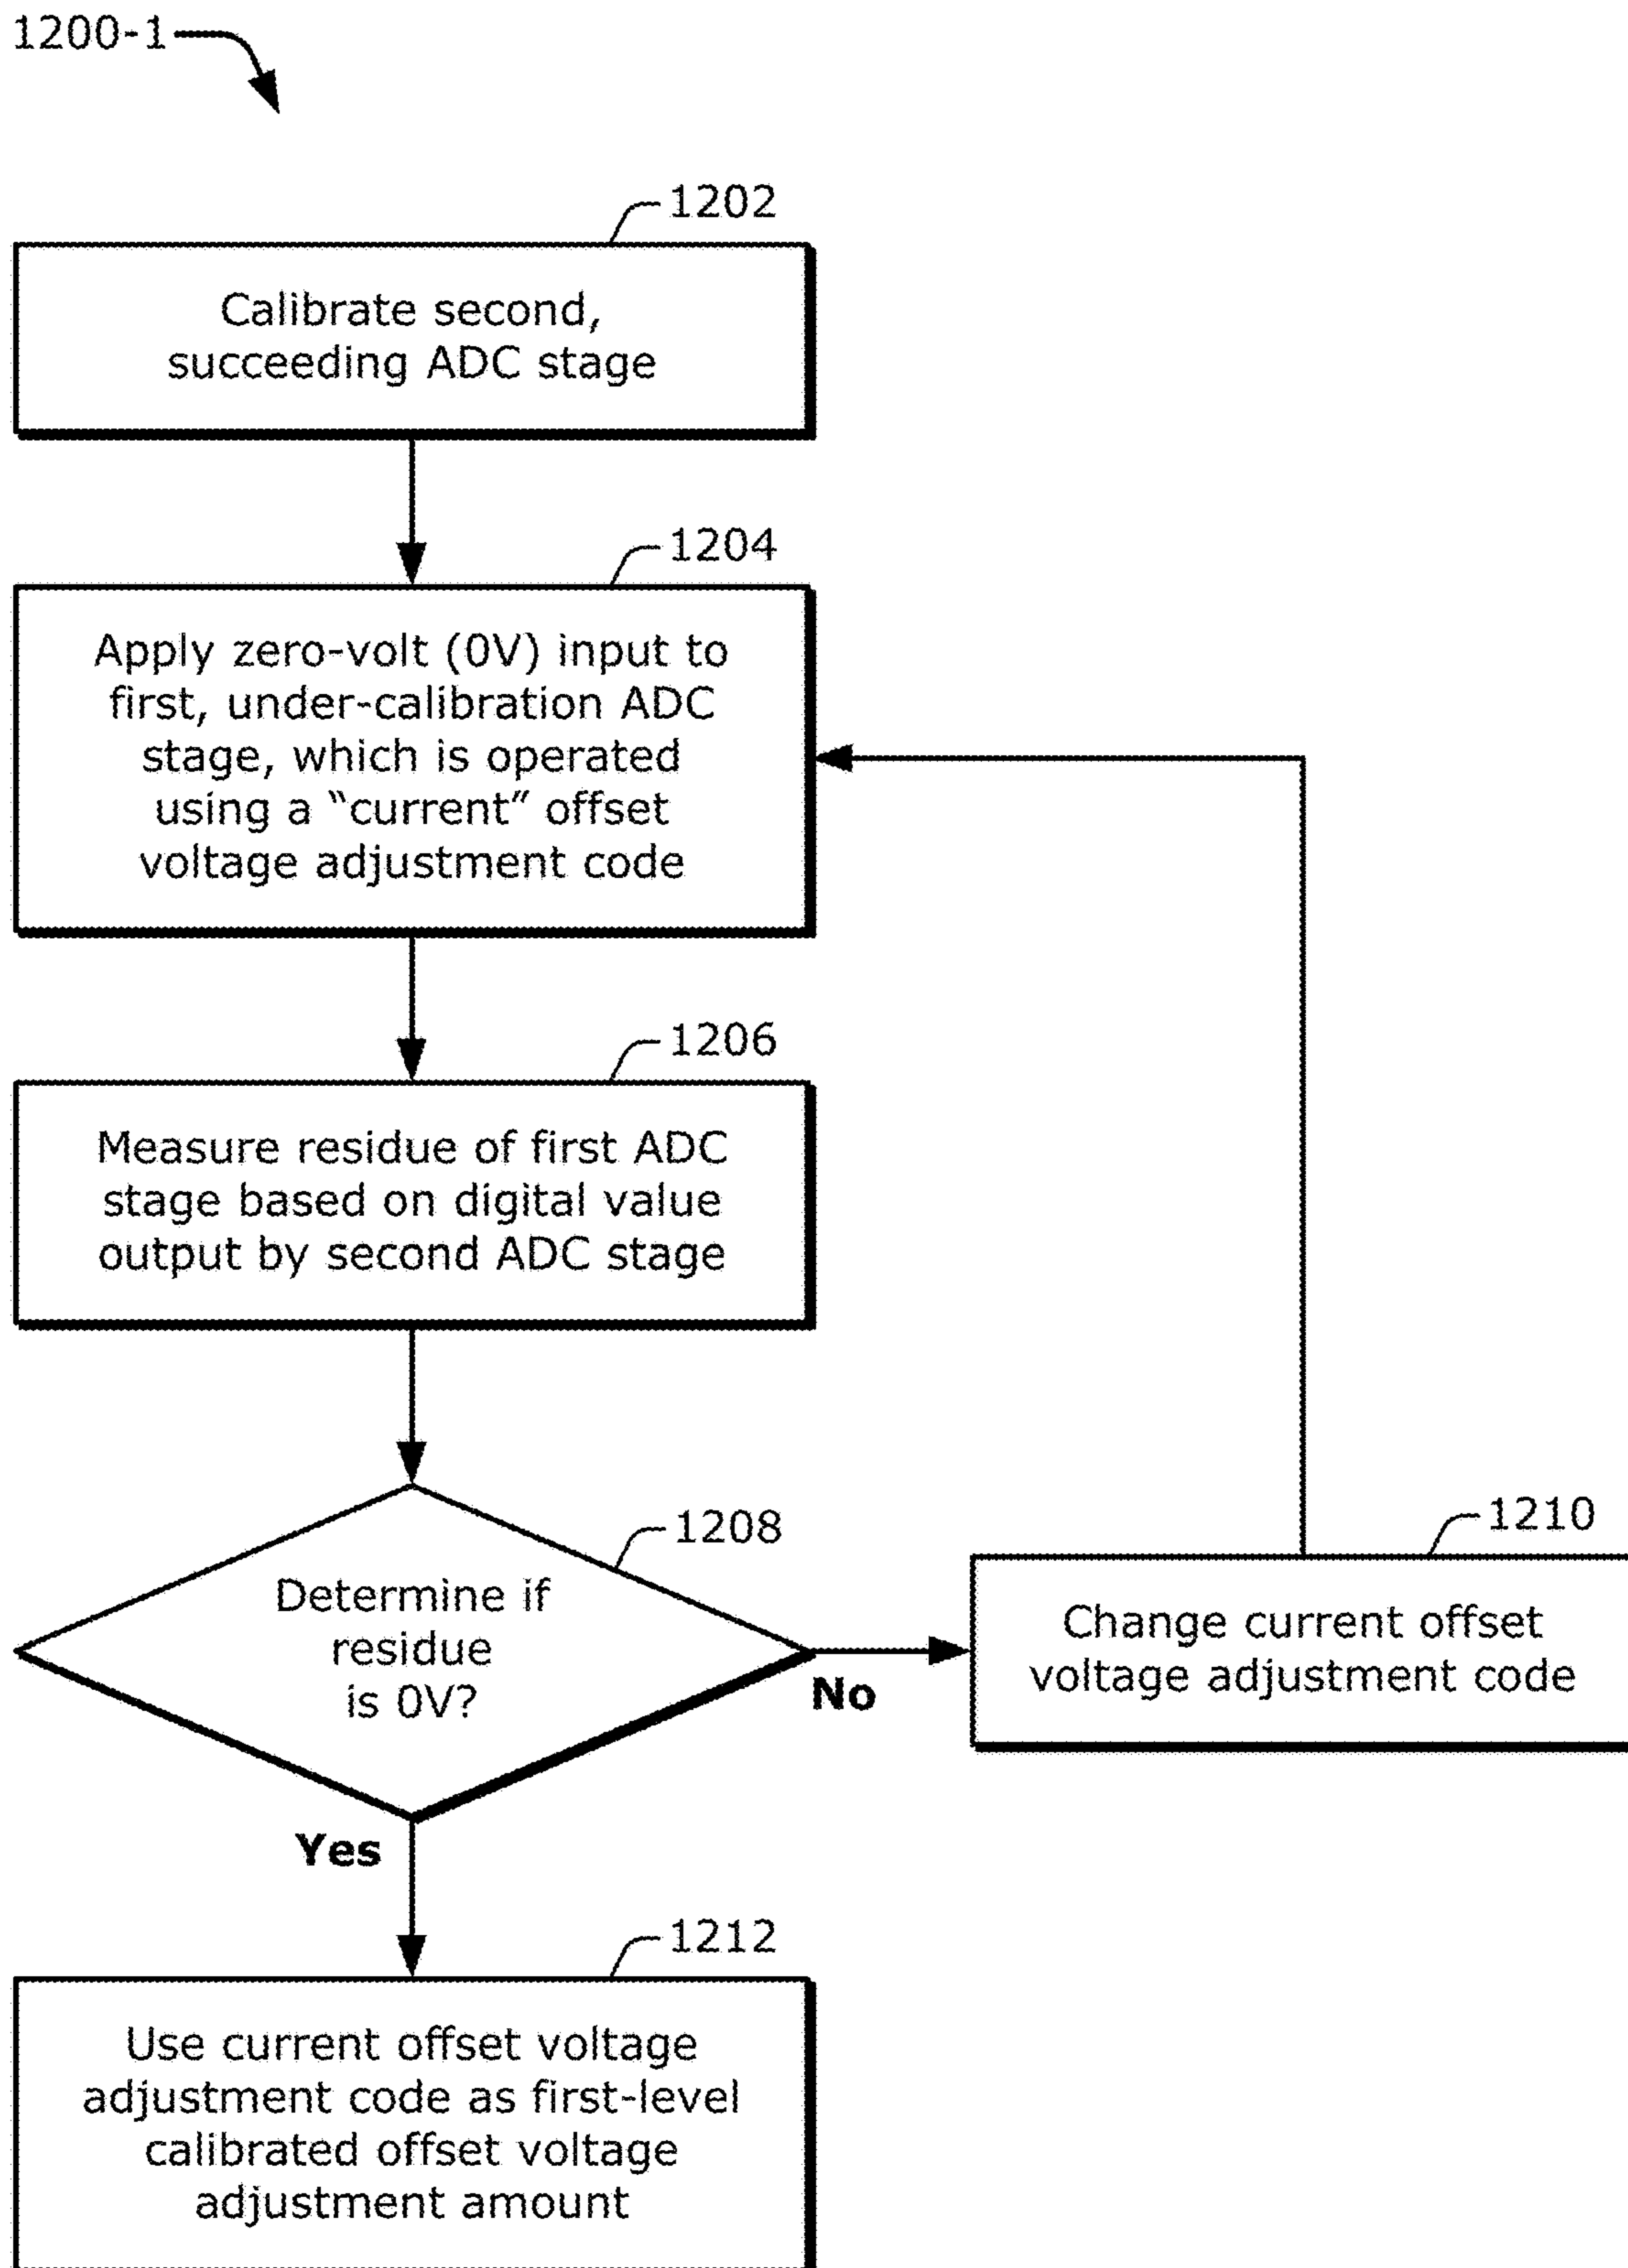 1200-1
1202
Calibrate second,
succeeding ADC stage
1204
Apply zero-volt (0V) input to
first, under-calibration ADC
stage, which is operated
using a “current” offset
voltage adjustment code
1206
Measure residue of first ADC
stage based on digital value
output by second ADC stage
1208
Determine if
residue
is 0V?
No
1210
Change current offset
voltage adjustment code
Yes
1212
Use current offset voltage
adjustment code as first-level
calibrated offset voltage
adjustment amount